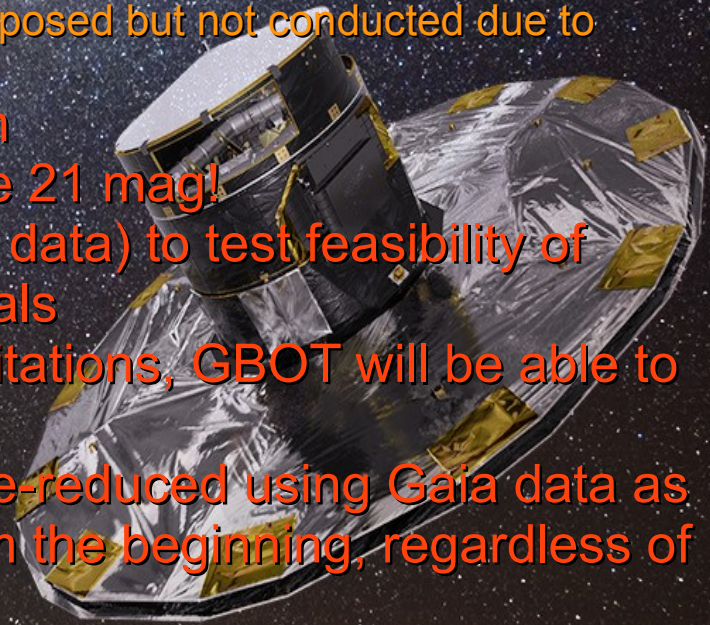 posed but not conducted due to
21 mag!
data) to test feasibility of
als
itations, GBOT will be able to
e-reduced using Gaia data as
the beginning, regardless of